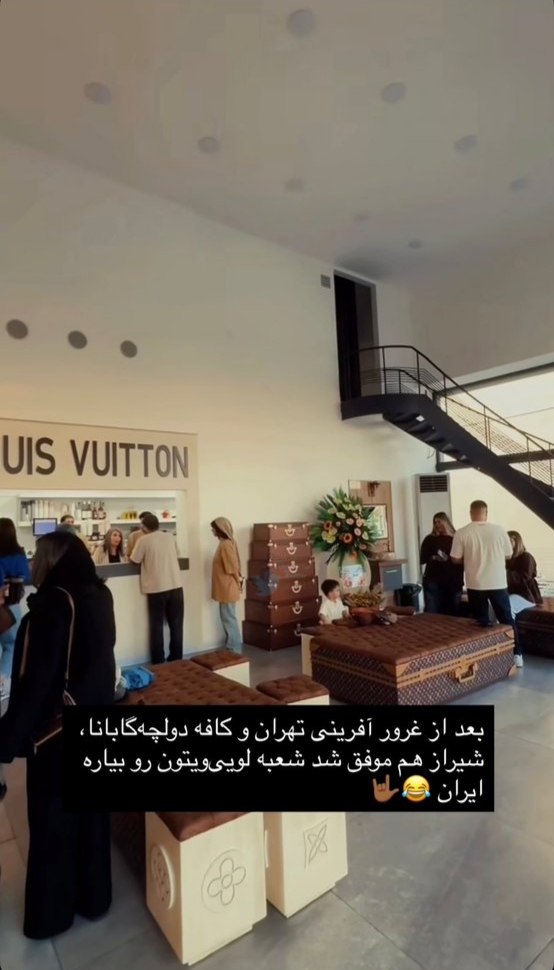 UIS VUITTON
بعد از غرور آفرینی تهران و کافه دولچه‌گابانا،
شیراز هم موفق شد شعبه لویی‌ویتون رو بیاره
ایران 😂🤟🏽